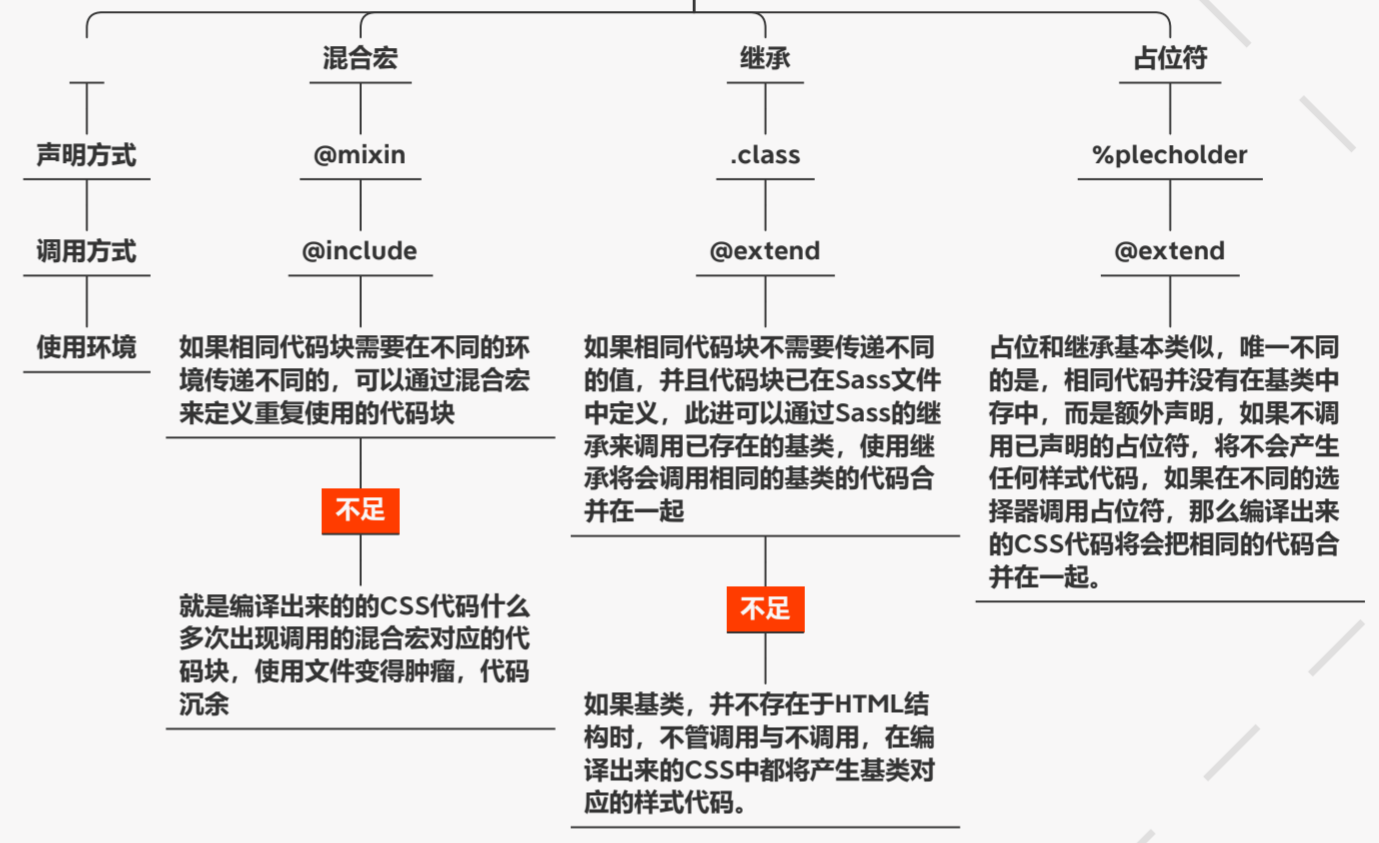 混合宏
继承
占位符
声明方式
@mixin
.class
%plecholder
调用方式
@include
@extend
@extend
使用环境
如果相同代码块需要在不同的环
境传递不同的，可以通过混合宏
来定义重复使用的代码块
不足
就是编译出来的的CSS代码什么
多次出现调用的混合宏对应的代
码块，使用文件变得肿瘤，代码
沉余
如果相同代码块不需要传递不同
的值，并且代码块已在Sass文件
中定义，此进可以通过Sass的继
承来调用已存在的基类，使用继
承将会调用相同的基类的代码合
并在一起
不足
如果基类，并不存在于HTML结
构时，不管调用与不调用，在编
译出来的CSS中都将产生基类对
应的样式代码。
占位和继承基本类似，唯一不同
的是，相同代码并没有在基类中
存中，而是额外声明，如果不调
用已声明的占位符，将不会产生
任何样式代码，如果在不同的选
择器调用占位符，那么编译出来
的CSS代码将会把相同的代码合
并在一起。